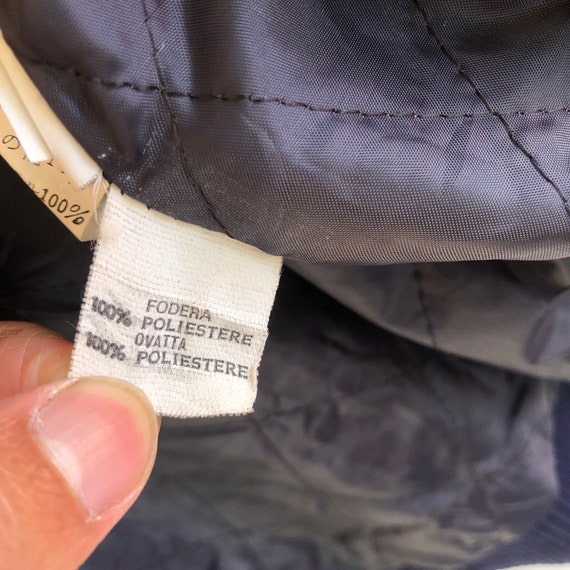 100%
FODERA
100% POLIESTERE
OVATTA
100% POLIESTERE